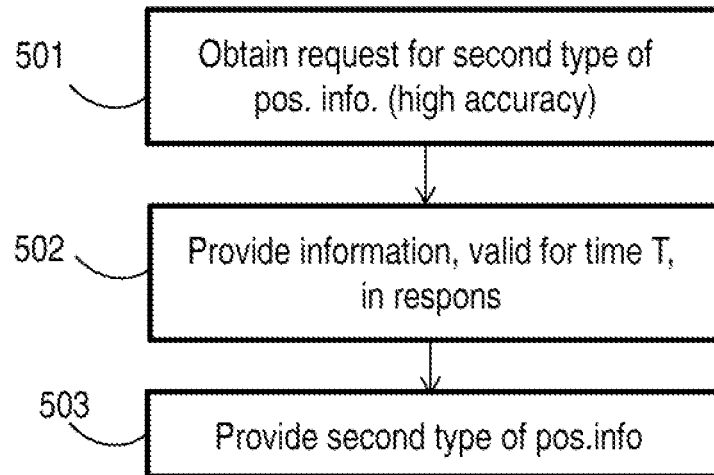 501
Obtain request for second type of
pos. info. (high accuracy)
502
Provide information, valid for time T,
in respons
503
Provide second type of pos.info